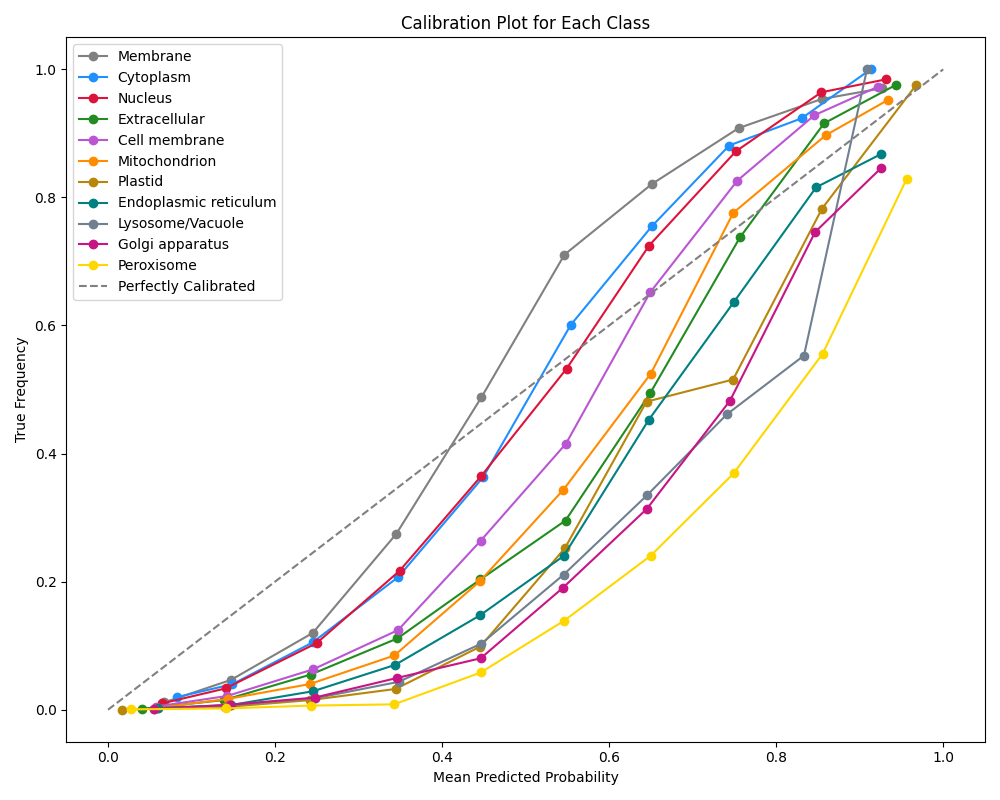 Calibration Plot for Each Class
Membrane
Cytoplasm
Nucleus
Extracellular
Cell membrane
Mitochondrion
Plastid
Endoplasmic reticulum
Lysosome/Vacuole
Golgi apparatus
Peroxisome
Perfectly Calibrated
True Frequency
1.0
0.8
0.6
0.4
0.2
0.0
0.0 0.2 0.4 0.6 0.8 1.0
Mean Predicted Probability